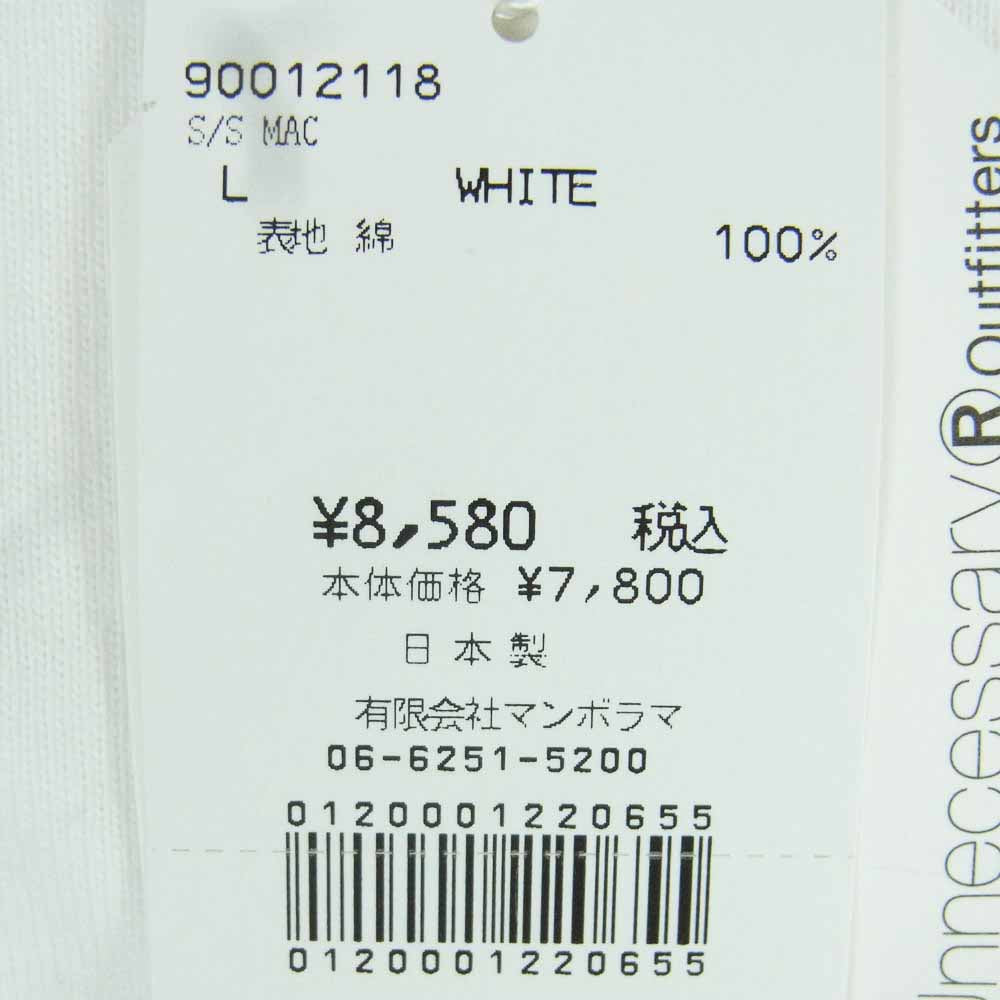 90012118
S/S MAC
L WHITE
表地 綿 100%
¥8,580 税込
本体価格 ¥7,800
日本製
有限会社マンボラマ
06-6251-5200
0120001220655
0120001220655
Unnecessary® outfitters